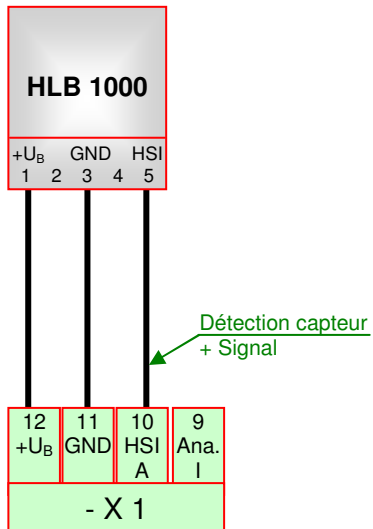 HLB 1000
+UB GND HSI
1 2 3 4 5
Détection capteur
+ Signal
12 11 10 9
+UB GND HSI Ana.
A I
- X 1